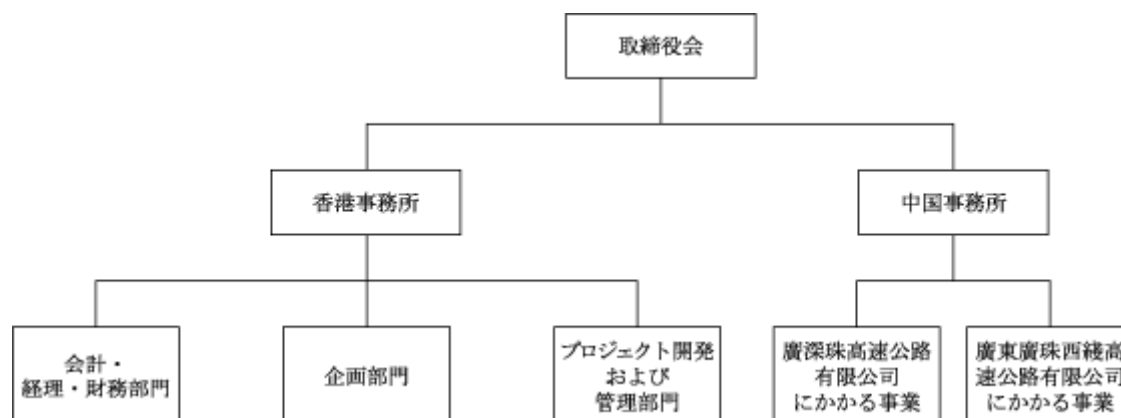 取締役会
香港事務所
中国事務所
会計・
経理・財務部門
企画部門
プロジェクト開発
および
管理部門
廣深珠高速公路
有限公司
にかかる事業
廣東廣珠西綫高
速公路有限公司
にかかる事業